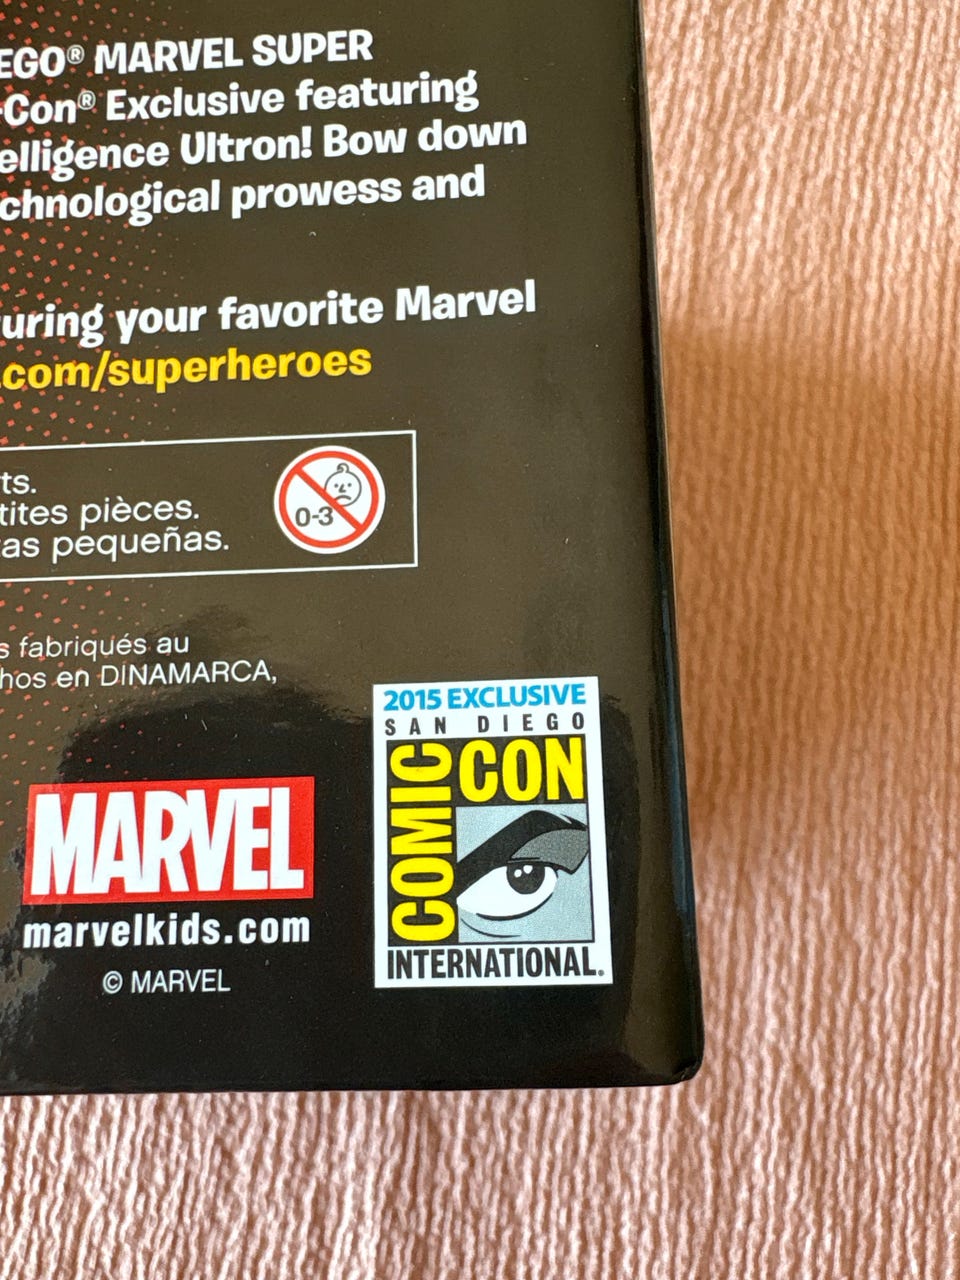 EGO® MARVEL SUPER
-Con® Exclusive featuring
elligence Ultron! Bow down
chnological prowess and
uring your favorite Marvel
.com/superheroes
ts.
tites pièces.
as pequeñas.
0-3
s fabriqués au
hos en DINAMARCA,
MARVEL
marvelkids.com
© MARVEL
2015 EXCLUSIVE
SAN DIEGO
COMIC
CON
INTERNATIONAL.